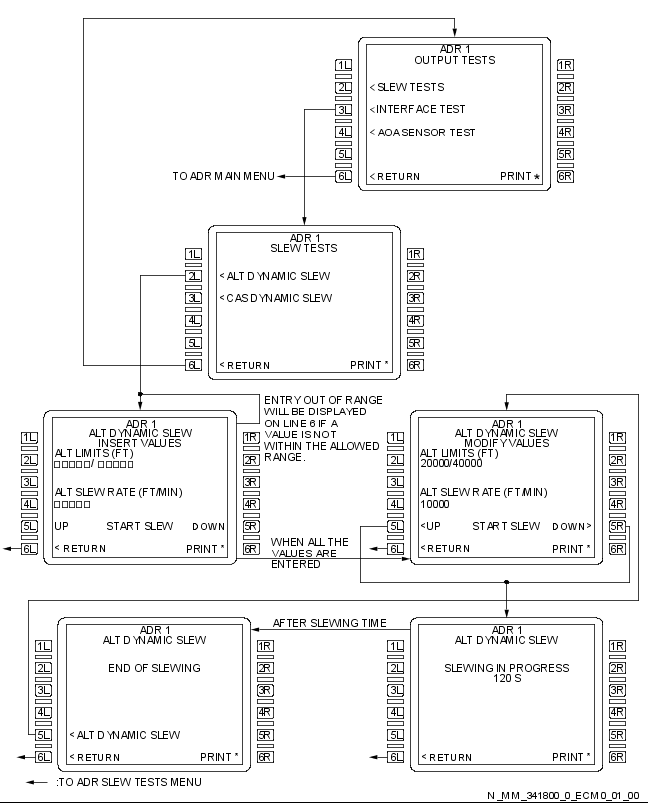 ADR 1
OUTPUT TESTS
1L
1R
2L
< SLEW TESTS
2R
3L
< INTERFACE TEST
3R
4L
< AOA SENSOR TEST
4R
5L
5R
TO ADR MAIN MENU
6L
< RETURN
PRINT *
6R
ADR 1
SLEW TESTS
1L
1R
2L
< ALT DYNAMIC SLEW
2R
3L
< CAS DYNAMIC SLEW
3R
4L
4R
5L
5R
6L
< RETURN
PRINT *
6R
ENTRY OUT OF RANGE
WILL BE DISPLAYED
ON LINE 6 IF A
VALUE IS NOT
WITHIN THE ALLOWED
RANGE.
ADR 1
ALT DYNAMIC SLEW
INSERT VALUES
1L
1R
ALT LIMITS (FT)
2L
□□□□□/ □□□□□
2R
3L
3R
ALT SLEW RATE (FT/MIN)
4L
□□□□□
4R
5L
UP
START SLEW
DOWN
5R
6L
< RETURN
PRINT *
6R
WHEN ALL THE
VALUES ARE
ENTERED
ADR 1
ALT DYNAMIC SLEW
MODIFY VALUES
1L
1R
ALT LIMITS (FT)
2L
20000/40000
2R
3L
3R
ALT SLEW RATE (FT/MIN)
4L
10000
4R
5L
<UP
START SLEW
DOWN>
5R
6L
< RETURN
PRINT *
6R
AFTER SLEWING TIME
ADR 1
ALT DYNAMIC SLEW
1L
1R
2L
END OF SLEWING
2R
3L
3R
4L
4R
5L
< ALT DYNAMIC SLEW
5R
6L
< RETURN
PRINT *
6R
ADR 1
ALT DYNAMIC SLEW
1L
1R
2L
SLEWING IN PROGRESS
120 S
2R
3L
3R
4L
4R
5L
5R
6L
< RETURN
PRINT *
6R
:TO ADR SLEW TESTS MENU
N_MM_341800_0_ECM0_01_00